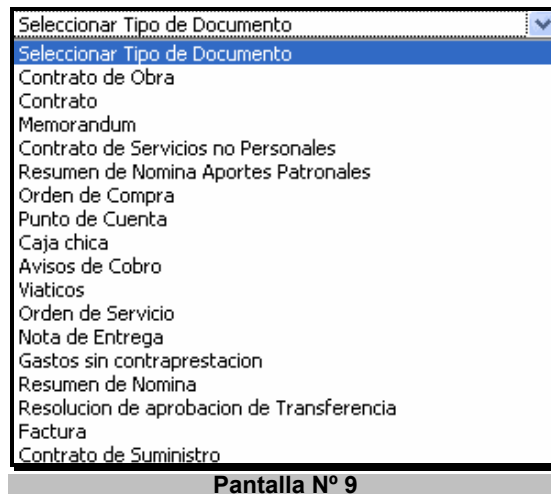 Seleccionar Tipo de Documento
Seleccionar Tipo de Documento
Contrato de Obra
Contrato
Memorandum
Contrato de Servicios no Personales
Resumen de Nomina Aportes Patronales
Orden de Compra
Punto de Cuenta
Caja chica
Avisos de Cobro
Viaticos
Orden de Servicio
Nota de Entrega
Gastos sin contraprestacion
Resumen de Nomina
Resolucion de aprobacion de Transferencia
Factura
Contrato de Suministro
Pantalla Nº 9